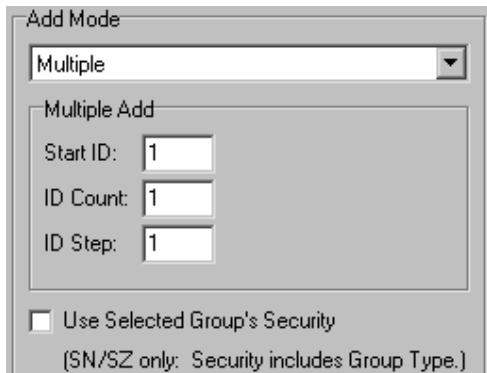 Add Mode
Multiple
Multiple Add
Start ID: 1
ID Count: 1
ID Step: 1
Use Selected Group's Security
(SN/SZ only: Security includes Group Type.)